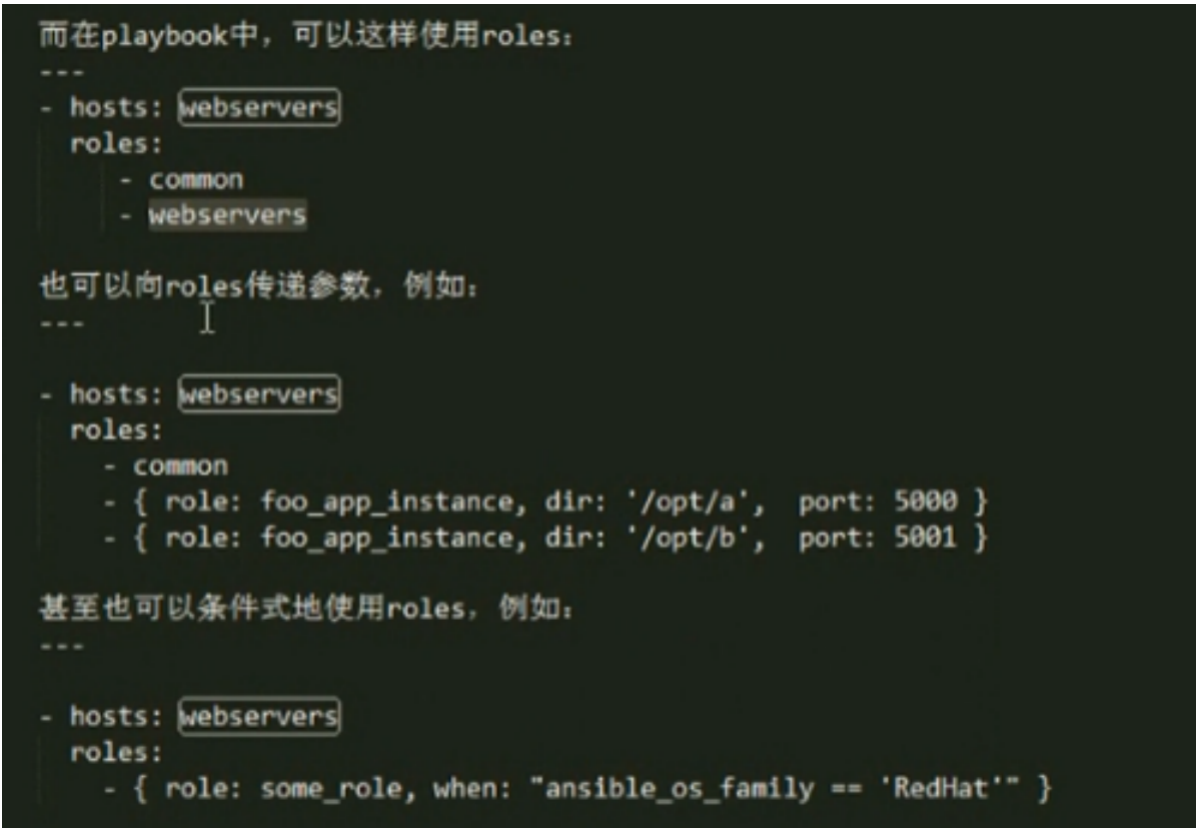 而在playbook中，可以这样使用roles：
---
- hosts: webservers
  roles:
     - common
     - webservers
也可以向roles传递参数，例如：
---
- hosts: webservers
  roles:
    - common
    - { role: foo_app_instance, dir: '/opt/a',  port: 5000 }
    - { role: foo_app_instance, dir: '/opt/b',  port: 5001 }
甚至也可以条件式地使用roles，例如：
---
- hosts: webservers
  roles:
    - { role: some_role, when: "ansible_os_family == 'RedHat'" }